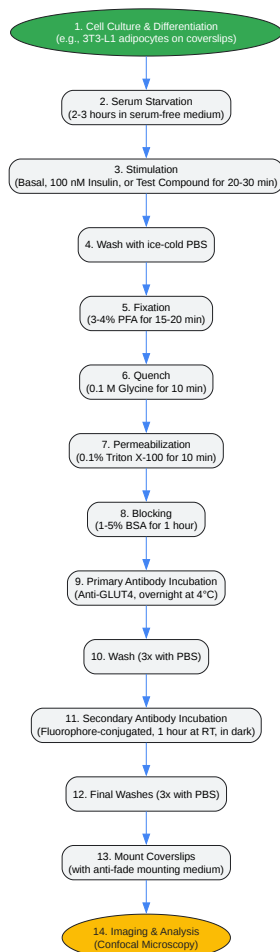 1. Cell Culture & Differentiation
(e.g., 3T3-L1 adipocytes on coverslips)
2. Serum Starvation
(2-3 hours in serum-free medium)
3. Stimulation
(Basal, 100 nM Insulin, or Test Compound for 20-30 min)
4. Wash with ice-cold PBS
5. Fixation
(3-4% PFA for 15-20 min)
6. Quench
(0.1 M Glycine for 10 min)
7. Permeabilization
(0.1% Triton X-100 for 10 min)
8. Blocking
(1-5% BSA for 1 hour)
9. Primary Antibody Incubation
(Anti-GLUT4, overnight at 4°C)
10. Wash (3x with PBS)
11. Secondary Antibody Incubation
(Fluorophore-conjugated, 1 hour at RT, in dark)
12. Final Washes (3x with PBS)
13. Mount Coverslips
(with anti-fade mounting medium)
14. Imaging & Analysis
(Confocal Microscopy)